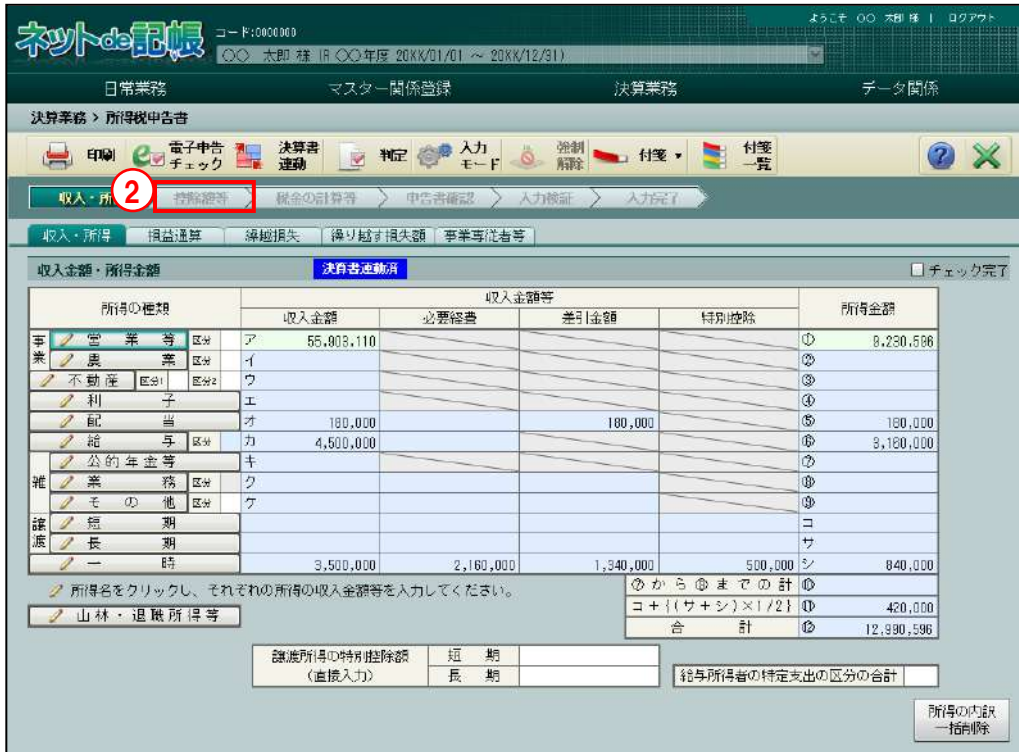 ようこそ 〇〇 太郎 様 | ログアウト
ネットde記帳 コード:0000000
〇〇 太郎 様 (R 〇〇年度 20XX/01/01 ～ 20XX/12/31)
日常業務 マスター関係登録 決算業務 データ関係
決算業務 > 所得税申告書
印刷 電子申告チェック 決算書連動 判定 入力モード 強制解除 付箋 ▼ 付箋一覧 ? ×
収入・所 2 控除額等 税金の計算等 申告書確認 入力検証 入力完了
収入・所得 損益通算 繰越損失 繰り越す損失額 事業専従者等
収入金額・所得金額 決算書連動済 チェック完了
所得の種類 収入金額等 所得金額
収入金額 必要経費 差引金額 特別控除
事業 営業等 区分 ア 55,903,110 ①
農業 区分 イ ②
不動産 区分1 区分2 ウ ③
利子 エ ④
配当 オ 180,000 180,000 ⑤ 180,000
給与 区分 カ 4,500,000 ⑥ 3,160,000
雑 公的年金等 キ ⑦
業務 区分 ク ⑧
その他 区分 ケ ⑨
譲渡 短期 コ
長期 サ
一時 3,500,000 2,160,000 1,340,000 500,000 シ 840,000
所得名をクリックし、それぞれの所得の収入金額等を入力してください。
⑦から⑨までの計 ⑩
山林・退職所得等
コ+{(サ+シ)×1/2} ⑪ 420,000
合計 ⑫ 12,990,596
譲渡所得の特別控除額 短期
(直接入力) 長期
給与所得者の特定支出の区分の合計
所得の内訳
一括削除